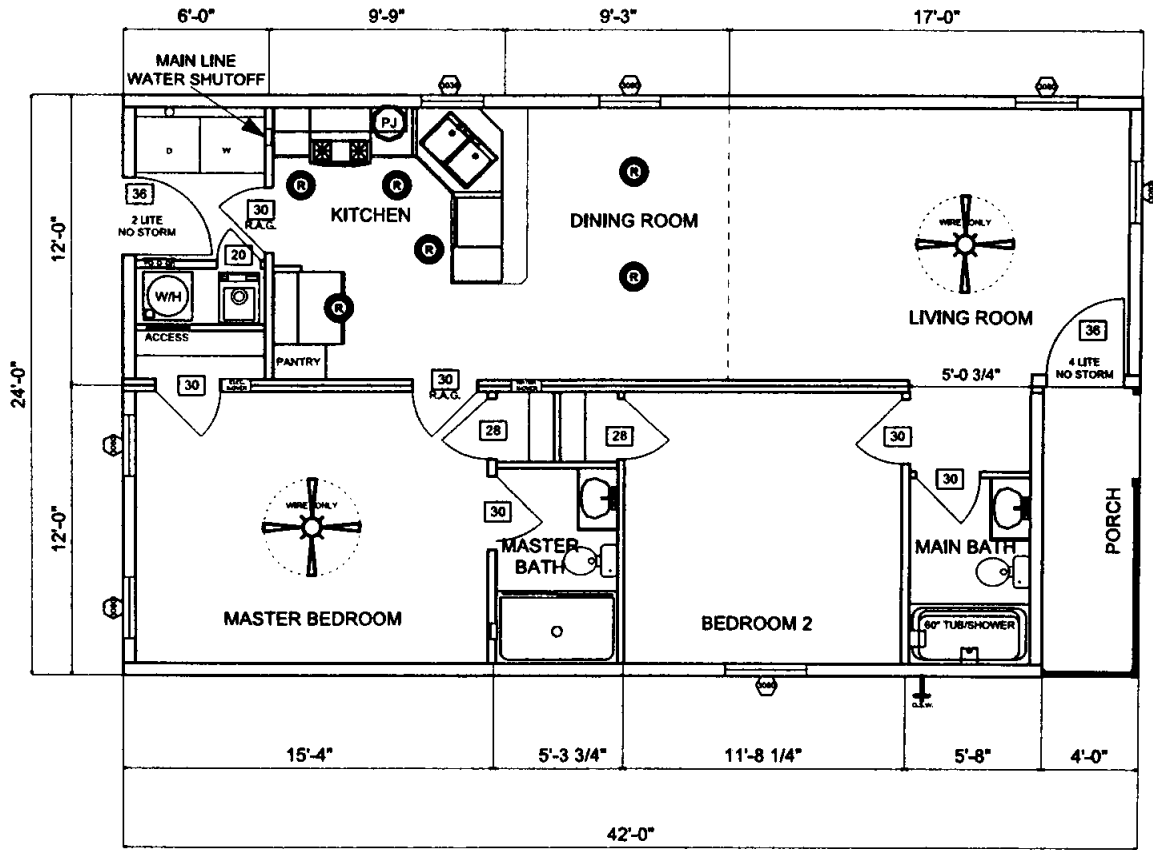 6'-0"
9'-9"
9'-3"
17'-0"
MAIN LINE
WATER SHUTOFF
D
W
PJ
R
R
R
R
R
R
36
2 LITE
NO STORM
30
R.A.G.
20
KITCHEN
DINING ROOM
WIRE ONLY
LIVING ROOM
36
4 LITE
NO STORM
12'-0"
24'-0"
12'-0"
W/H
ACCESS
PANTRY
30
30
R.A.G.
5'-0 3/4"
28
28
30
30
30
WIRE ONLY
MASTER
BATH
MAIN BATH
PORCH
MASTER BEDROOM
BEDROOM 2
60" TUB/SHOWER
O.S.W.
15'-4"
5'-3 3/4"
11'-8 1/4"
5'-8"
4'-0"
42'-0"